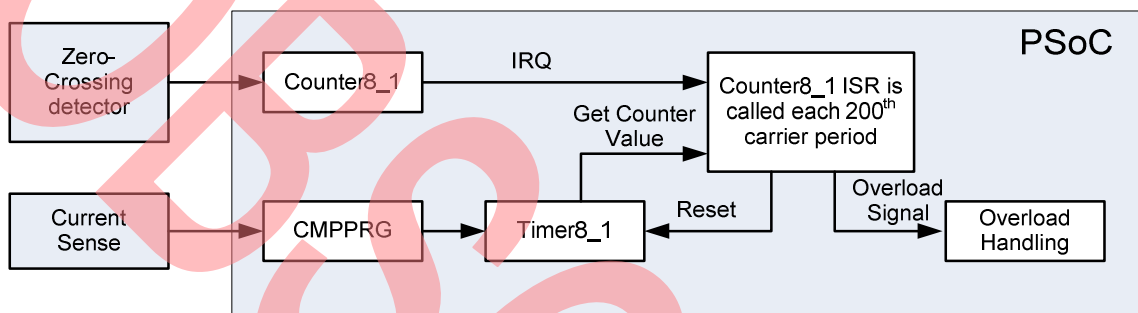 PSoC
Zero-
Crossing
detector
Counter8_1
IRQ
Counter8_1 ISR is
called each 200th
carrier period
Get Counter
Value
Current
Sense
CMPPRG
Timer8_1
Reset
Overload
Signal
Overload
Handling